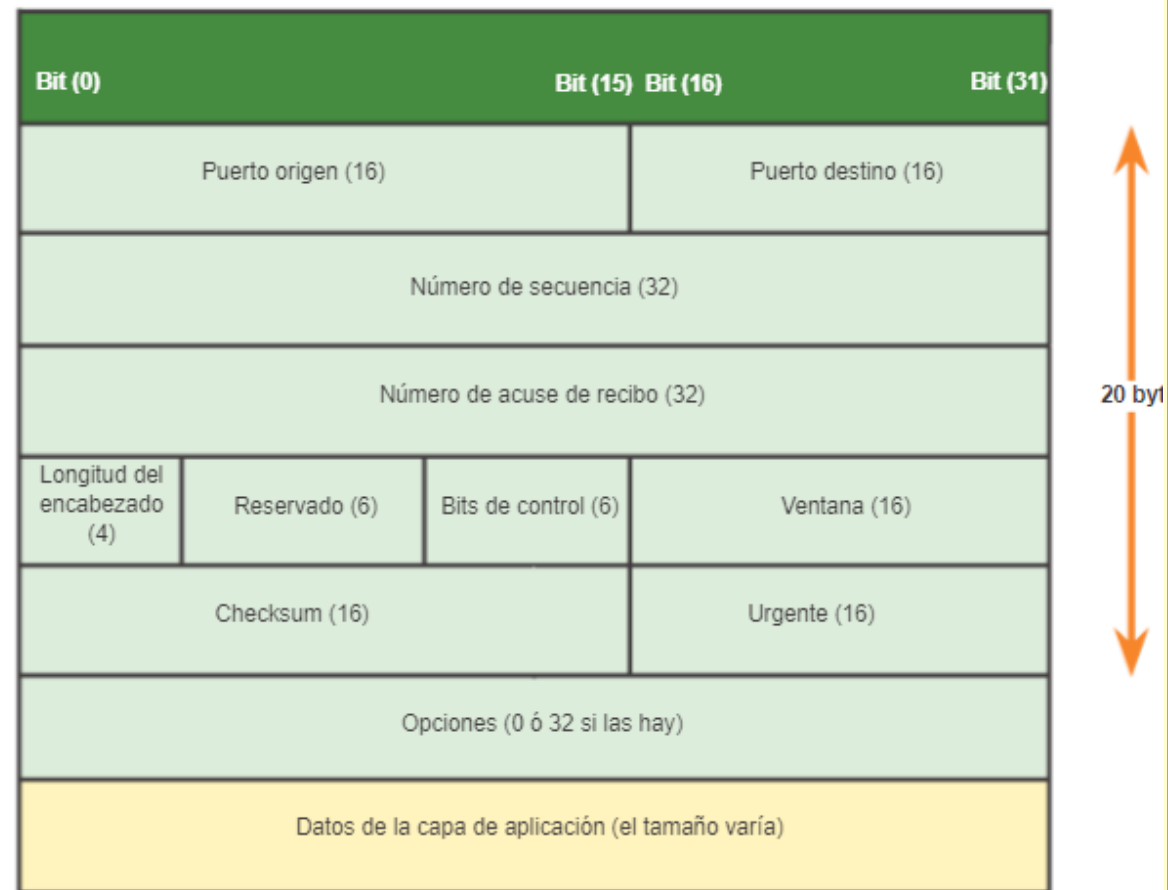 Bit (0) Bit (15) Bit (16) Bit (31)
Puerto origen (16) Puerto destino (16)
Número de secuencia (32)
Número de acuse de recibo (32)
20 byt
Longitud del
encabezado
(4)
Reservado (6) Bits de control (6) Ventana (16)
Checksum (16) Urgente (16)
Opciones (0 ó 32 si las hay)
Datos de la capa de aplicación (el tamaño varía)